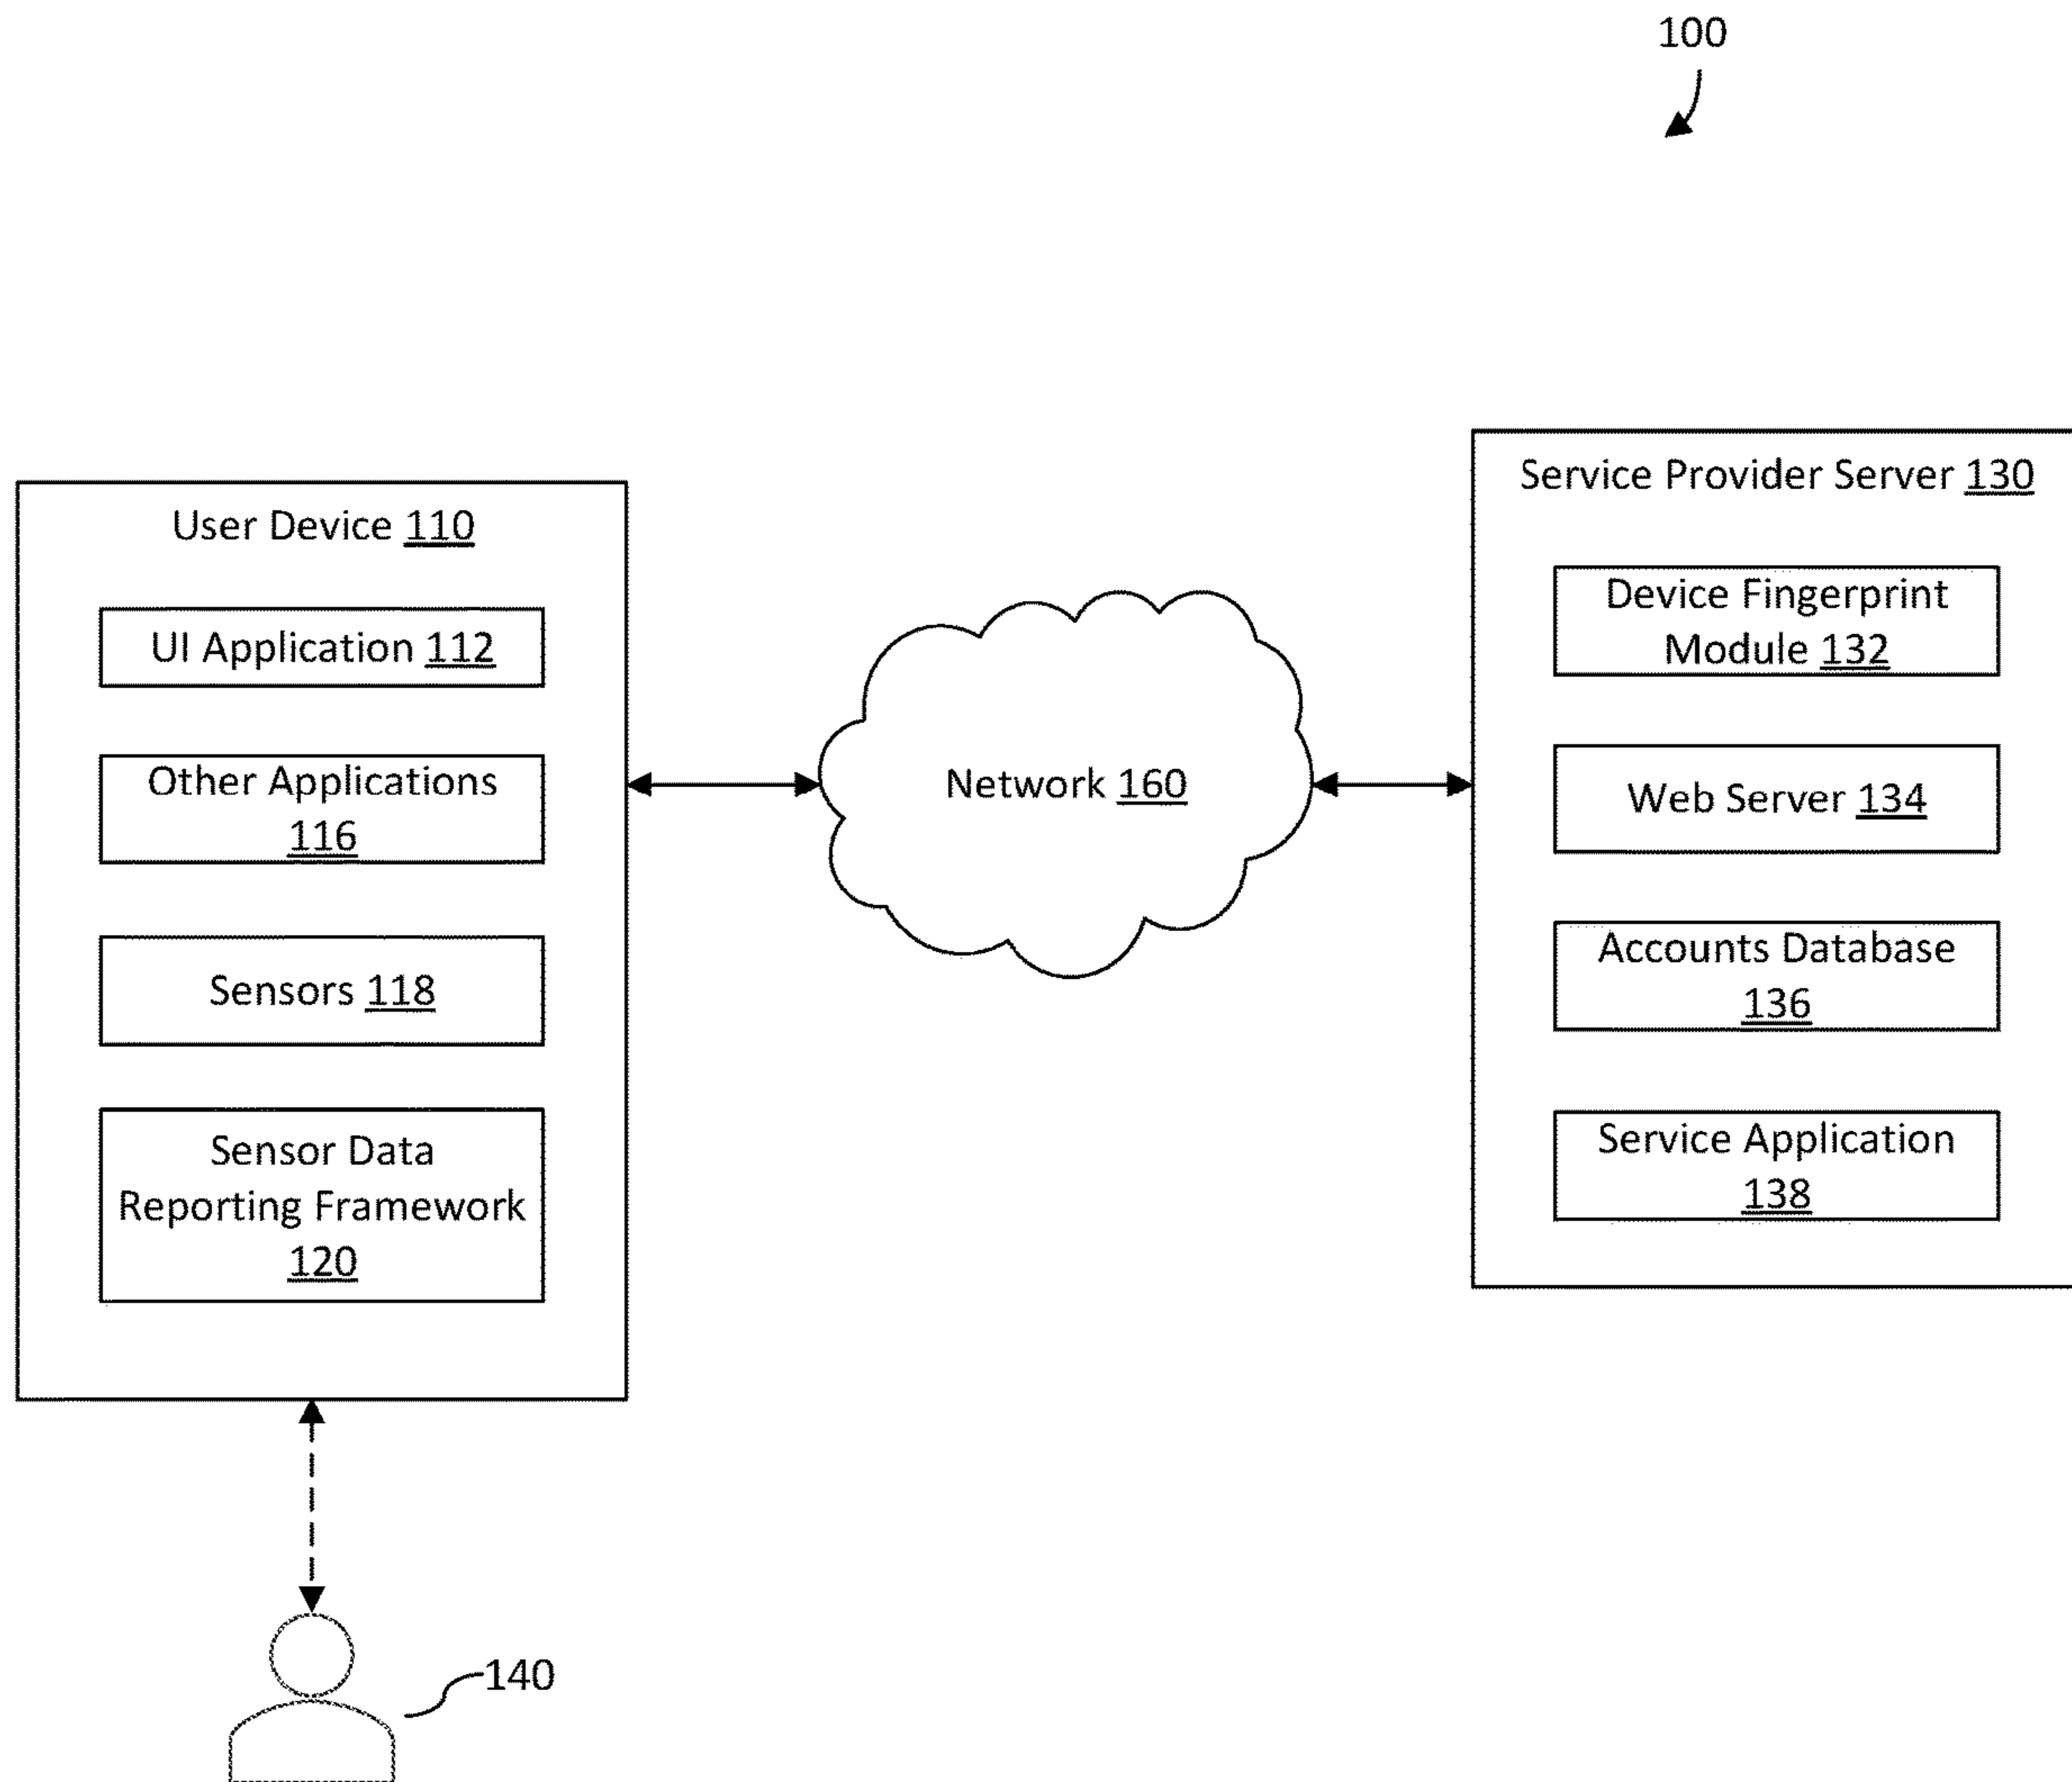 100
User Device 110
UI Application 112
Other Applications
116
Sensors 118
Sensor Data
Reporting Framework
120
Network 160
Service Provider Server 130
Device Fingerprint
Module 132
Web Server 134
Accounts Database
136
Service Application
138
140